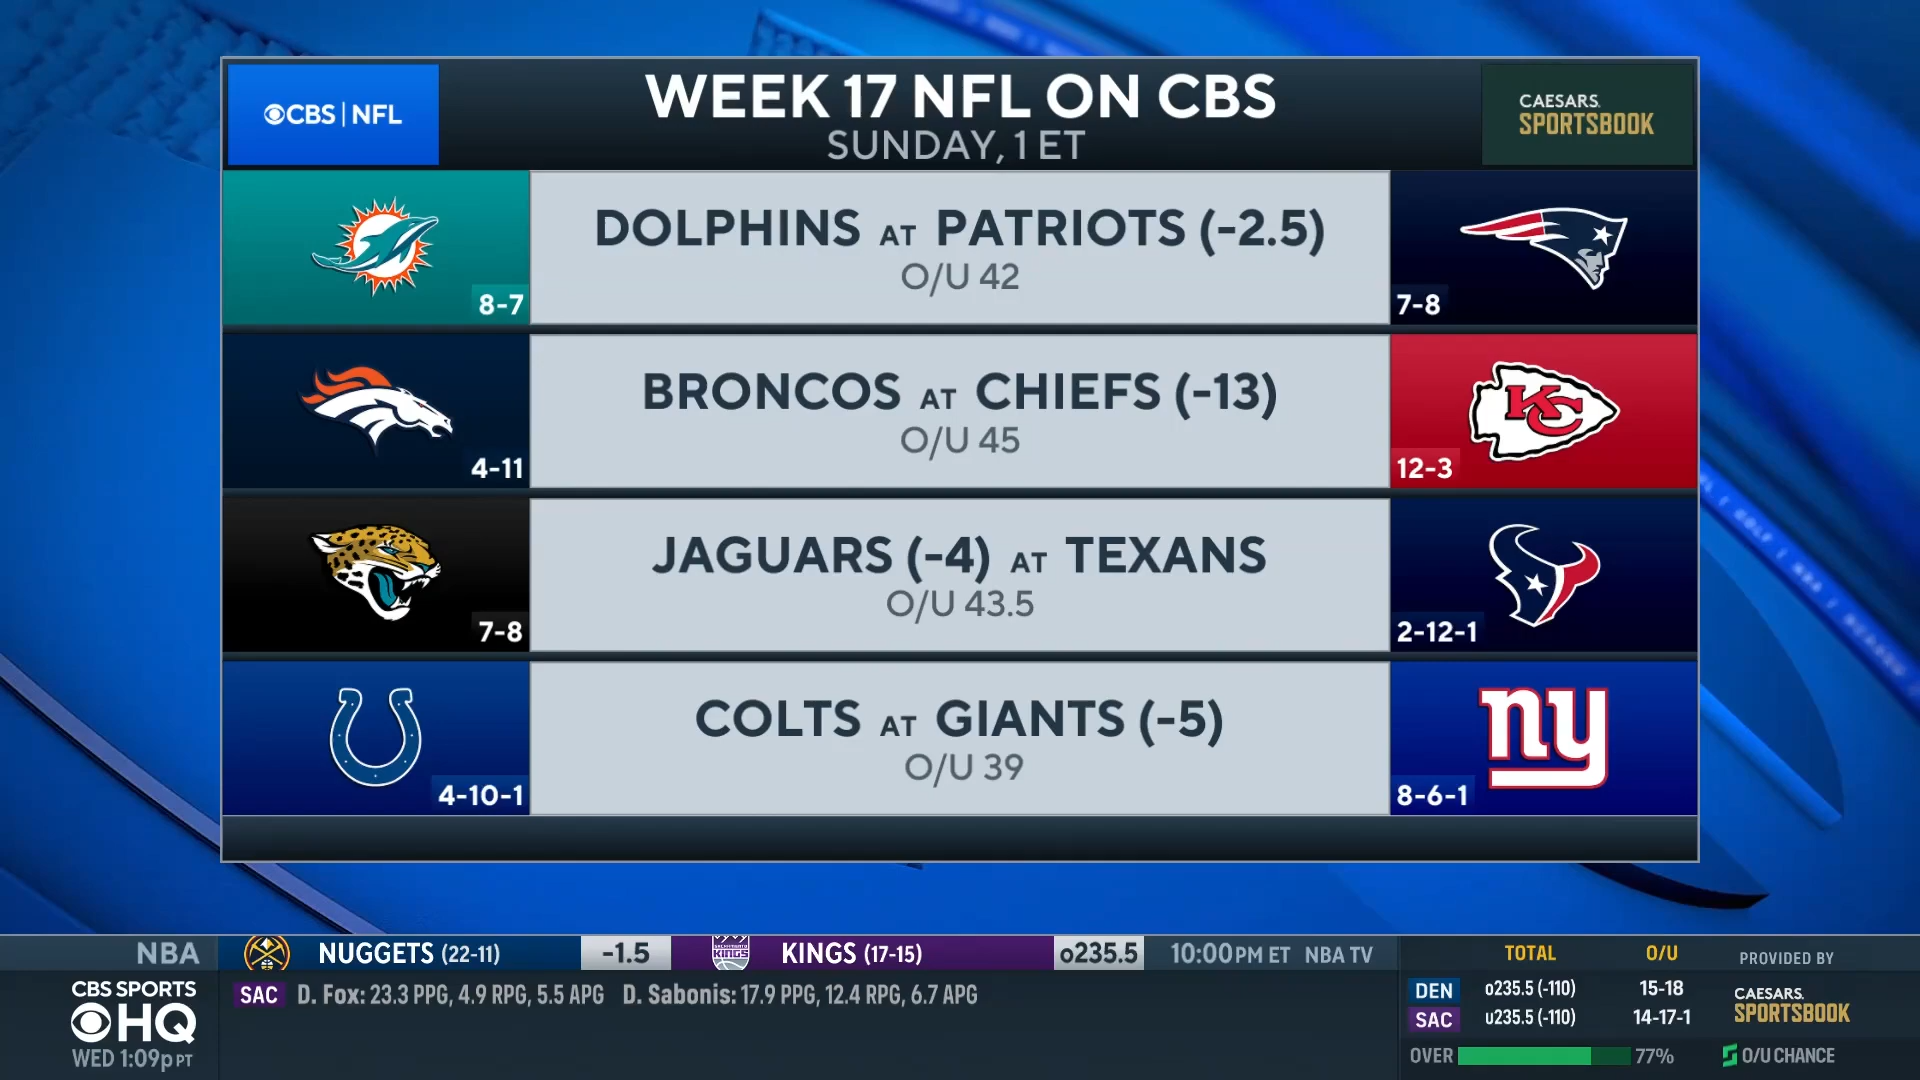 CBS | NFL
WEEK 17 NFL ON CBS
SUNDAY, 1 ET
CAESARS
SPORTSBOOK
DOLPHINS AT PATRIOTS (-2.5)
O/U 42
8-7
7-8
BRONCOS AT CHIEFS (-13)
O/U 45
4-11
12-3
KC
JAGUARS (-4) AT TEXANS
O/U 43.5
7-8
2-12-1
COLTS AT GIANTS (-5)
O/U 39
4-10-1
8-6-1
ny
NBA
NUGGETS (22-11)
-1.5
KINGS
KINGS (17-15)
o235.5
10:00PM ET NBA TV
CBS SPORTS
HQ
WED 1:09p PT
SAC D. Fox: 23.3 PPG, 4.9 RPG, 5.5 APG D. Sabonis: 17.9 PPG, 12.4 RPG, 6.7 APG
TOTAL O/U
DEN o235.5 (-110) 15-18
SAC u235.5 (-110) 14-17-1
OVER 77%
PROVIDED BY
CAESARS
SPORTSBOOK
O/U CHANCE